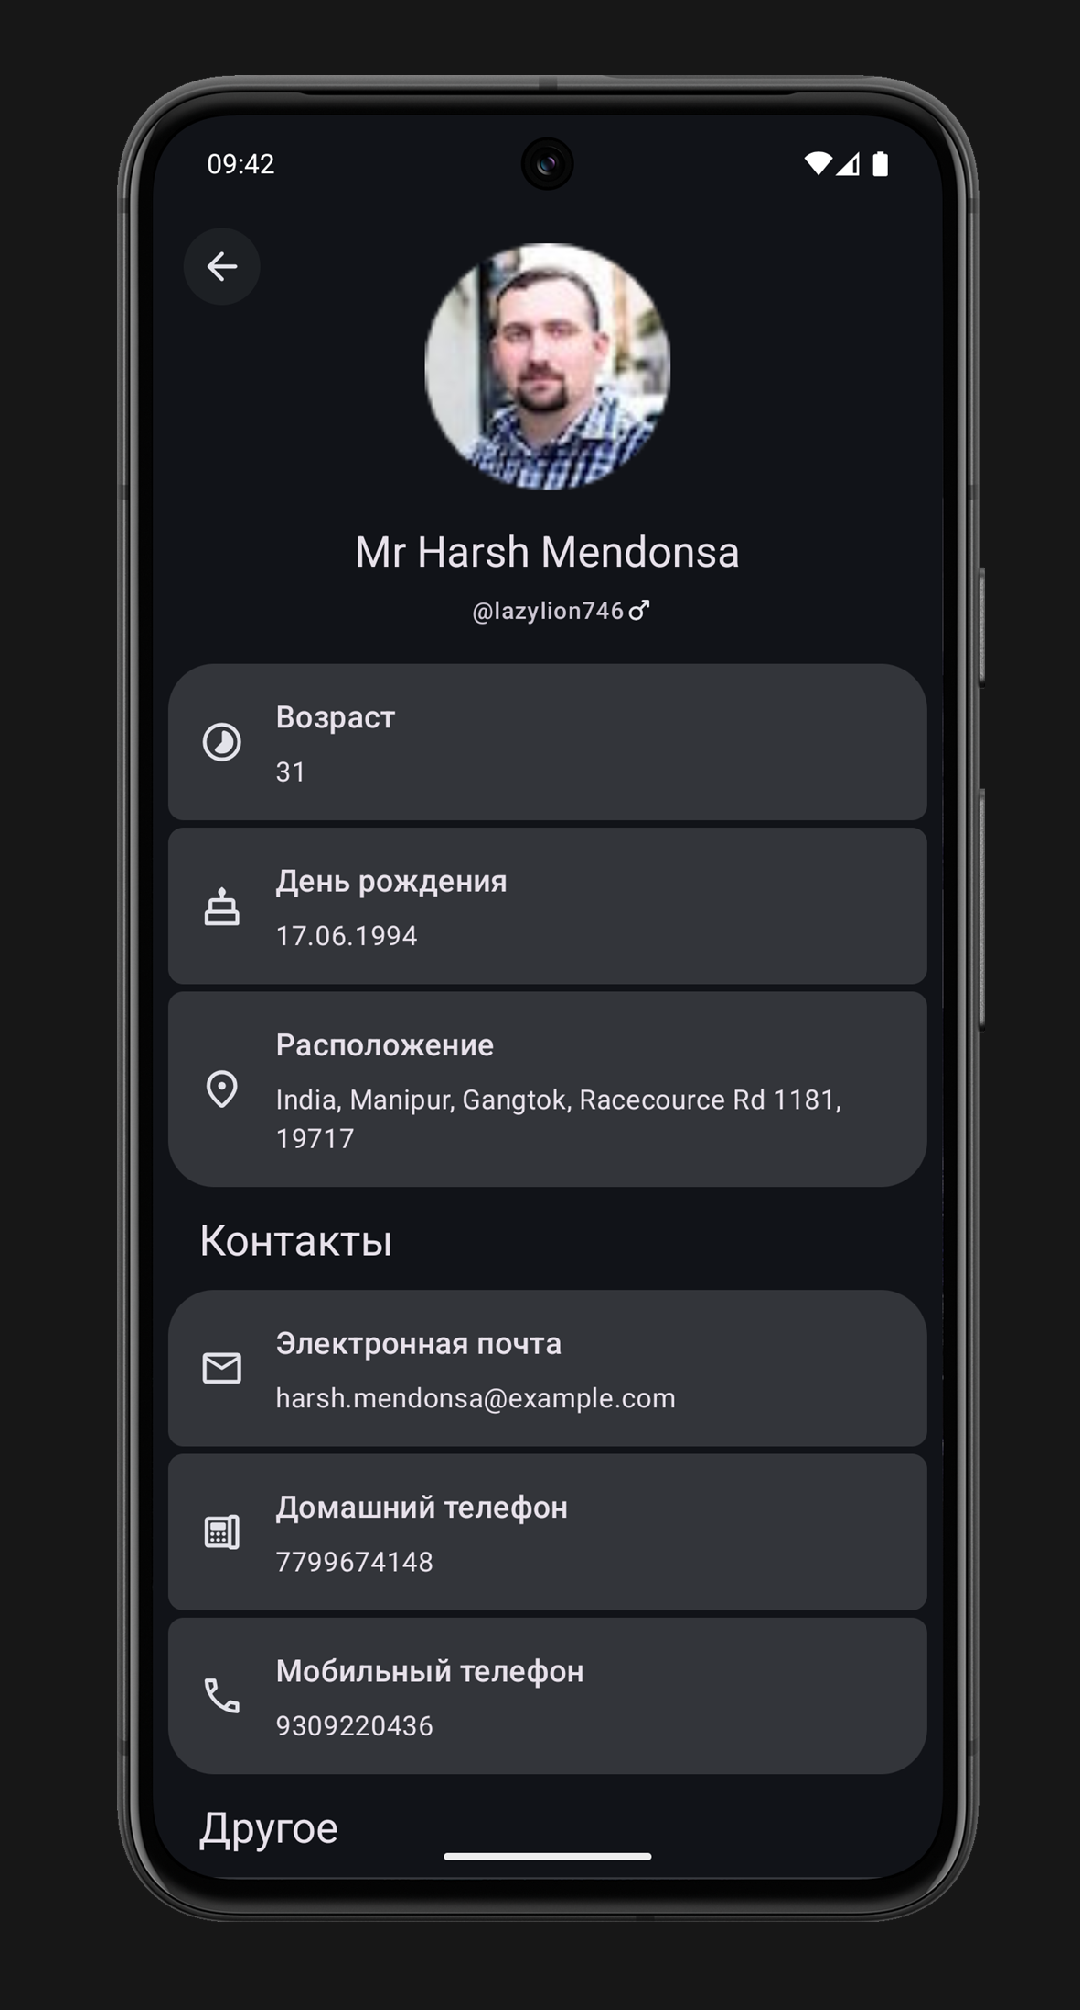 09:42
Mr Harsh Mendonsa
@lazylion746♂
Возраст
31
День рождения
17.06.1994
Расположение
India, Manipur, Gangtok, Racecource Rd 1181,
19717
Контакты
Электронная почта
harsh.mendonsa@example.com
Домашний телефон
7799674148
Мобильный телефон
9309220436
Другое